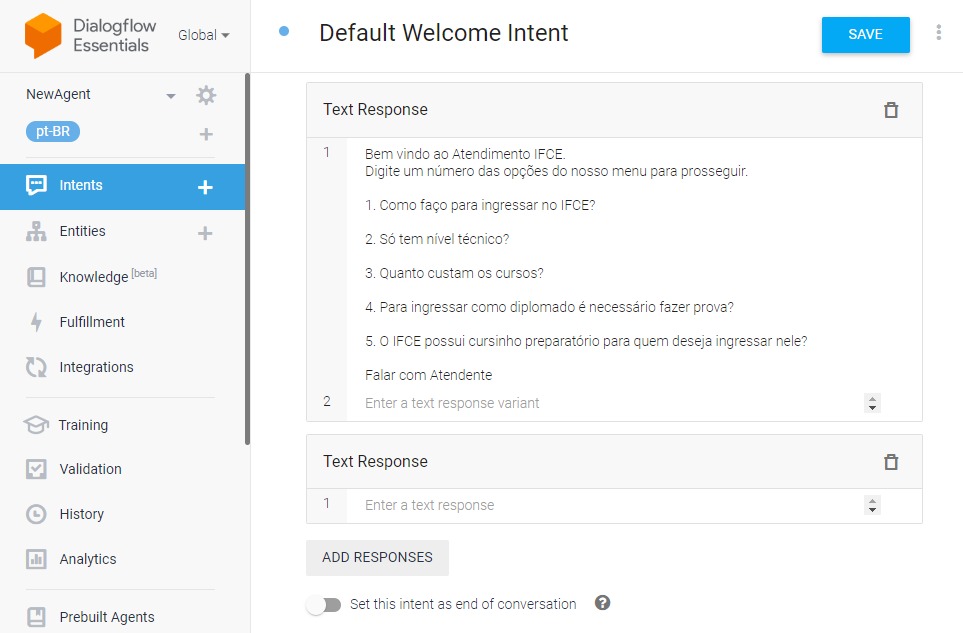 Dialogflow
Essentials
Global
Default Welcome Intent
SAVE
NewAgent
pt-BR
Intents
Entities
Knowledge [beta]
Fulfillment
Integrations
Training
Validation
History
Analytics
Prebuilt Agents
Text Response
1
Bem vindo ao Atendimento IFCE.
Digite um número das opções do nosso menu para prosseguir.
1. Como faço para ingressar no IFCE?
2. Só tem nível técnico?
3. Quanto custam os cursos?
4. Para ingressar como diplomado é necessário fazer prova?
5. O IFCE possui cursinho preparatório para quem deseja ingressar nele?
Falar com Atendente
2 Enter a text response variant
Text Response
1 Enter a text response
ADD RESPONSES
Set this intent as end of conversation ?